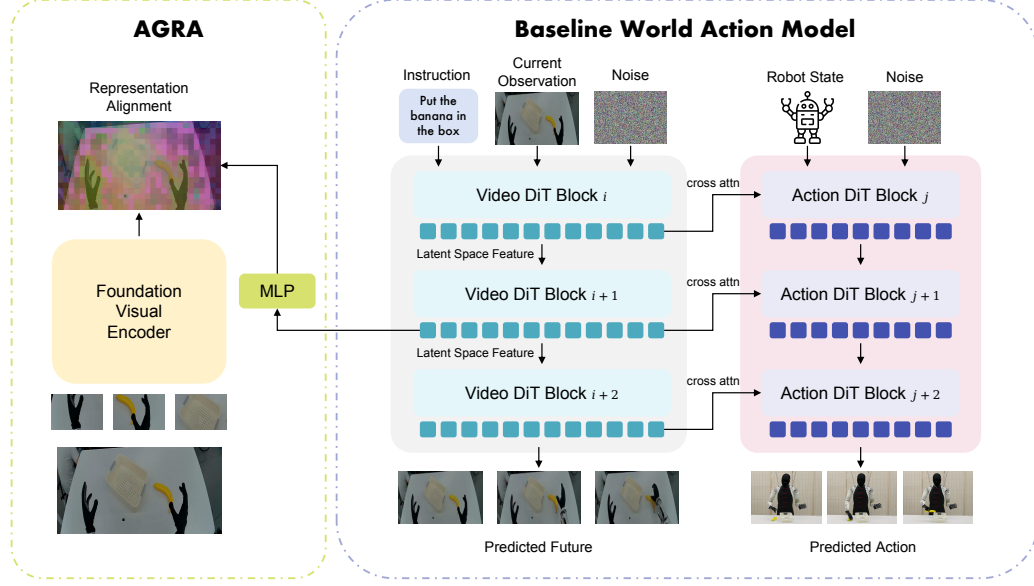 AGRA
Representation
Alignment
Foundation
Visual
Encoder
MLP
Baseline World Action Model
Instruction
Current
Observation
Noise
Put the
banana in
the box
Robot State
Noise
Video DiT Block i
cross attn
Action DiT Block j
Latent Space Feature
Video DiT Block i + 1
cross attn
Action DiT Block j + 1
Latent Space Feature
Video DiT Block i + 2
cross attn
Action DiT Block j + 2
Predicted Future
Predicted Action